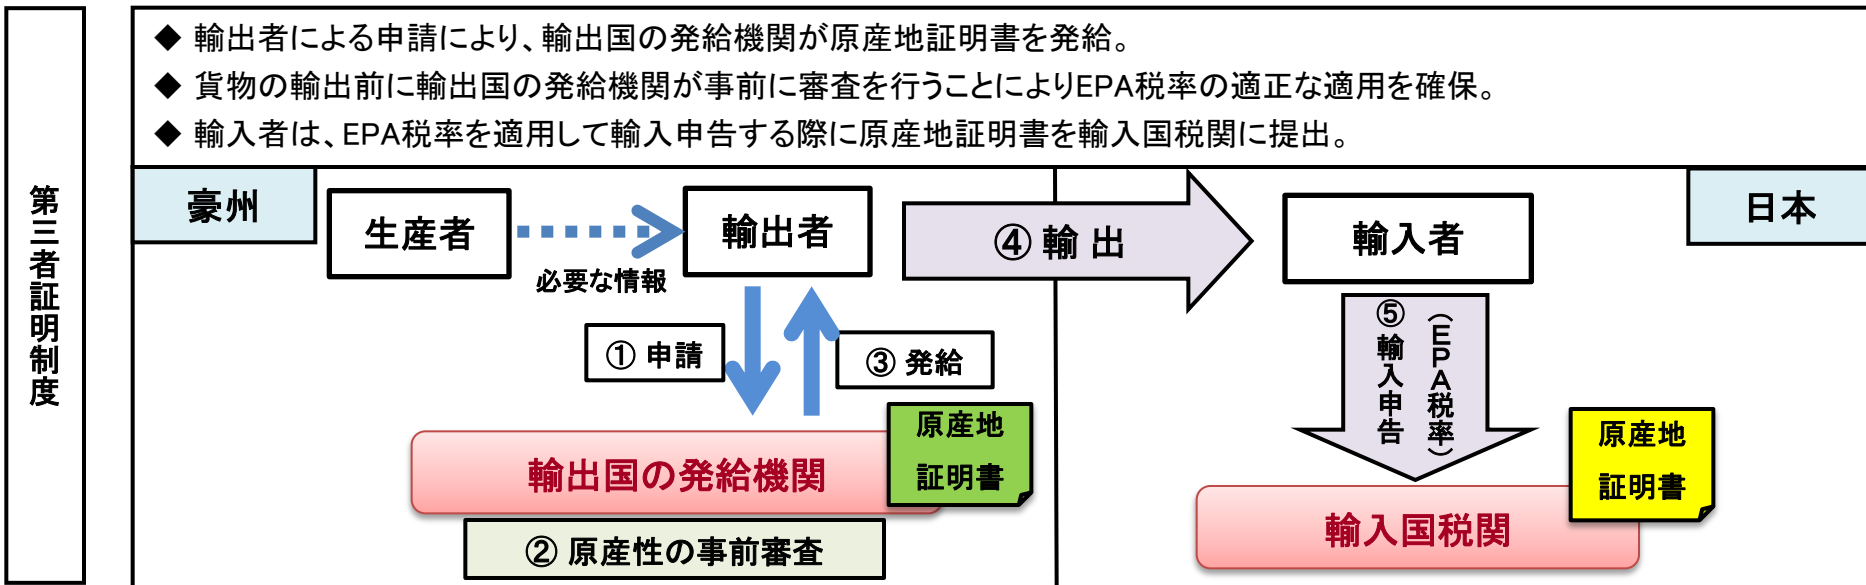 第三者証明制度
◆ 輸出者による申請により、輸出国の発給機関が原産地証明書を発給。
◆ 貨物の輸出前に輸出国の発給機関が事前に審査を行うことによりEPA税率の適正な適用を確保。
◆ 輸入者は、EPA税率を適用して輸入申告する際に原産地証明書を輸入国税関に提出。
豪州
生産者
必要な情報
輸出者
④ 輸 出
輸入者
日本
① 申請
③ 発給
⑤輸入申告
（EPA税率）
原産地
証明書
輸出国の発給機関
② 原産性の事前審査
原産地
証明書
輸入国税関